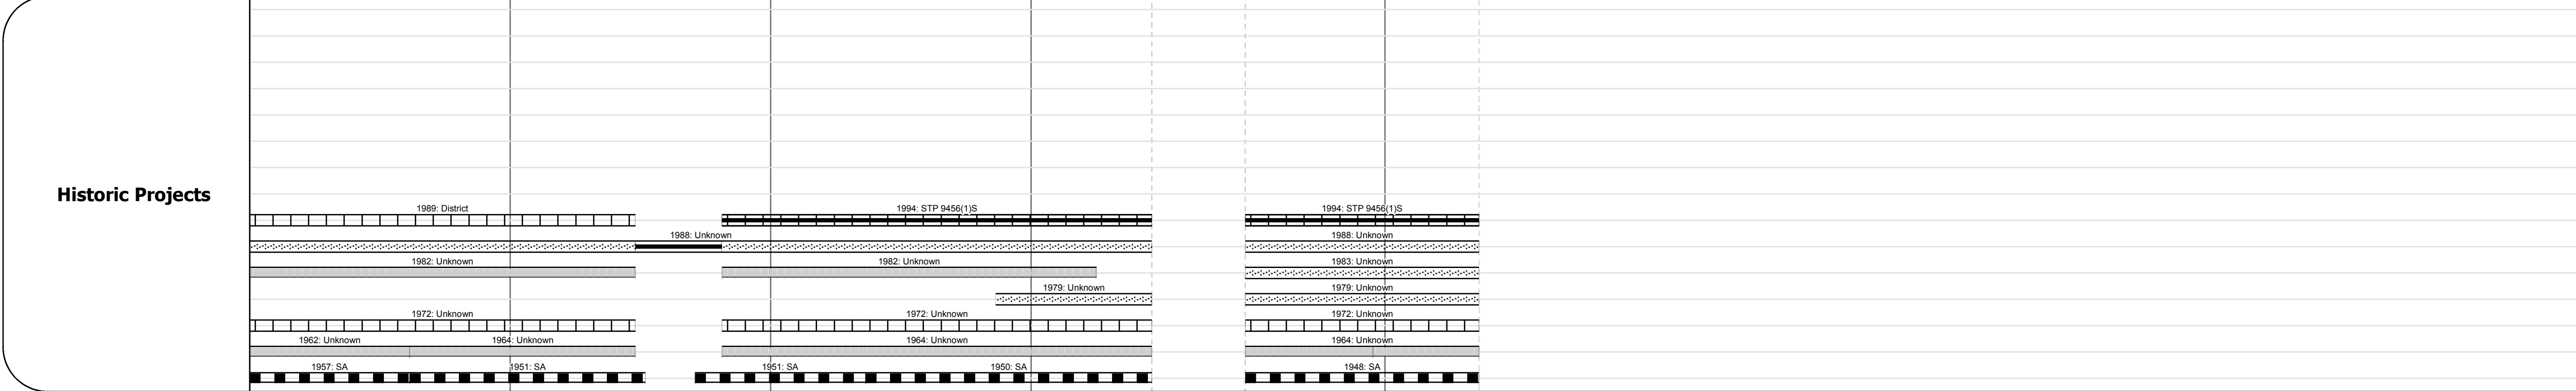 Historic Projects
1989: District
1994: STP 9456(1)S
1994: STP 9456(1)S
1988: Unknown
1988: Unknown
1982: Unknown
1982: Unknown
1983: Unknown
1979: Unknown
1979: Unknown
1972: Unknown
1972: Unknown
1972: Unknown
1962: Unknown
1964: Unknown
1964: Unknown
1964: Unknown
1957: SA
1951: SA
1951: SA
1950: SA
1948: SA